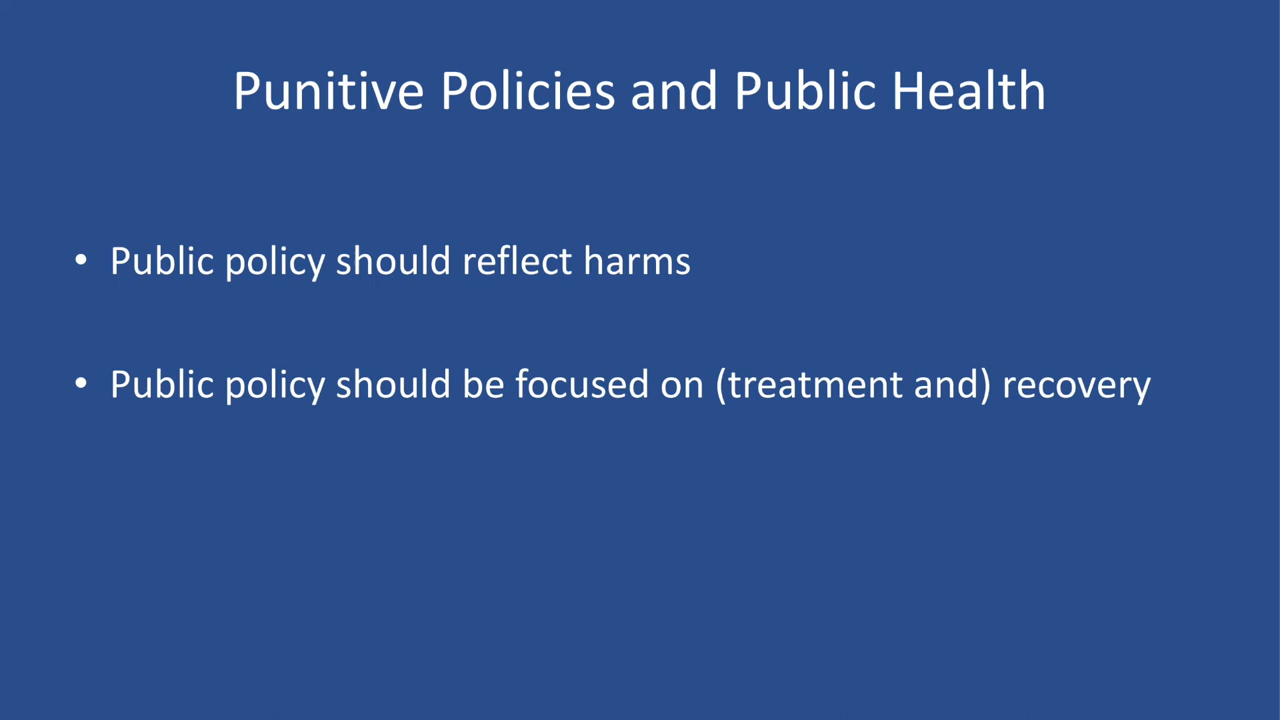 Punitive Policies and Public Health
• Public policy should reflect harms
• Public policy should be focused on (treatment and) recovery